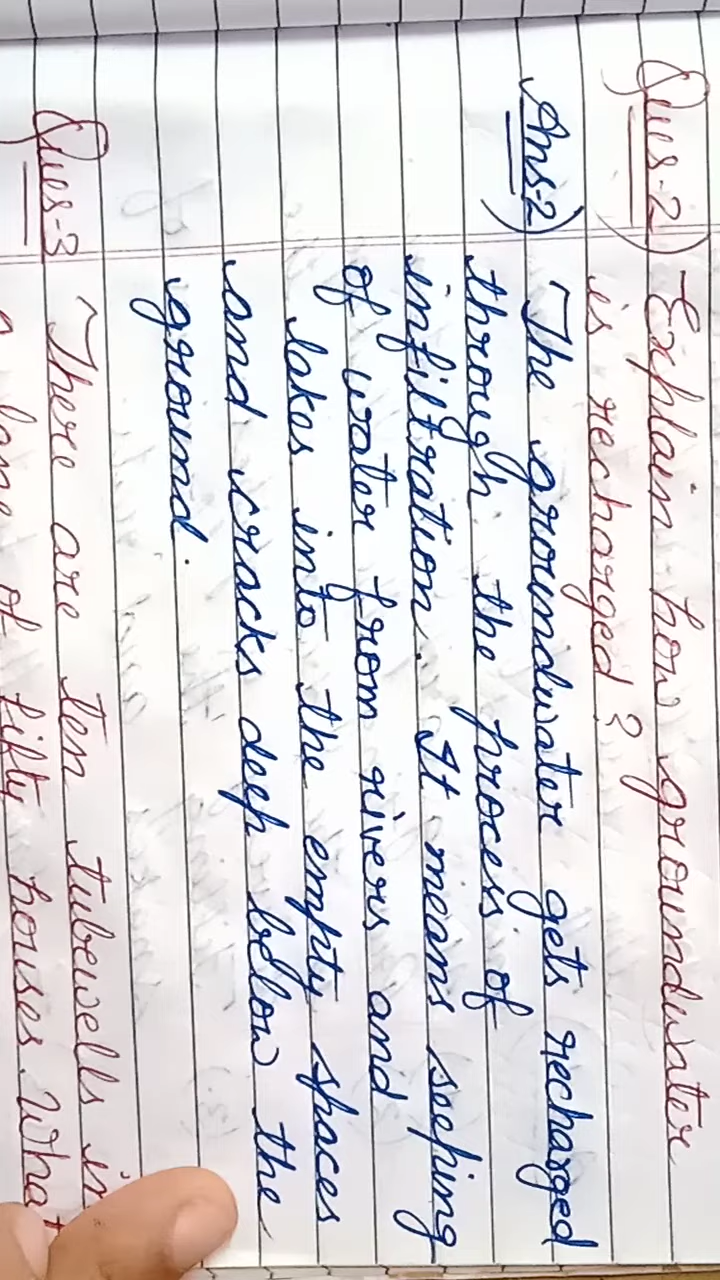 Ques-2) Explain how groundwater
is recharged?
Ans-2) The groundwater gets recharged
through the process of
infiltration. It means seeping
of water from rivers and
lakes into the empty spaces
and cracks deep below the
ground.
Ques-3 There are ten tubewells in
a lane of fifty houses. What